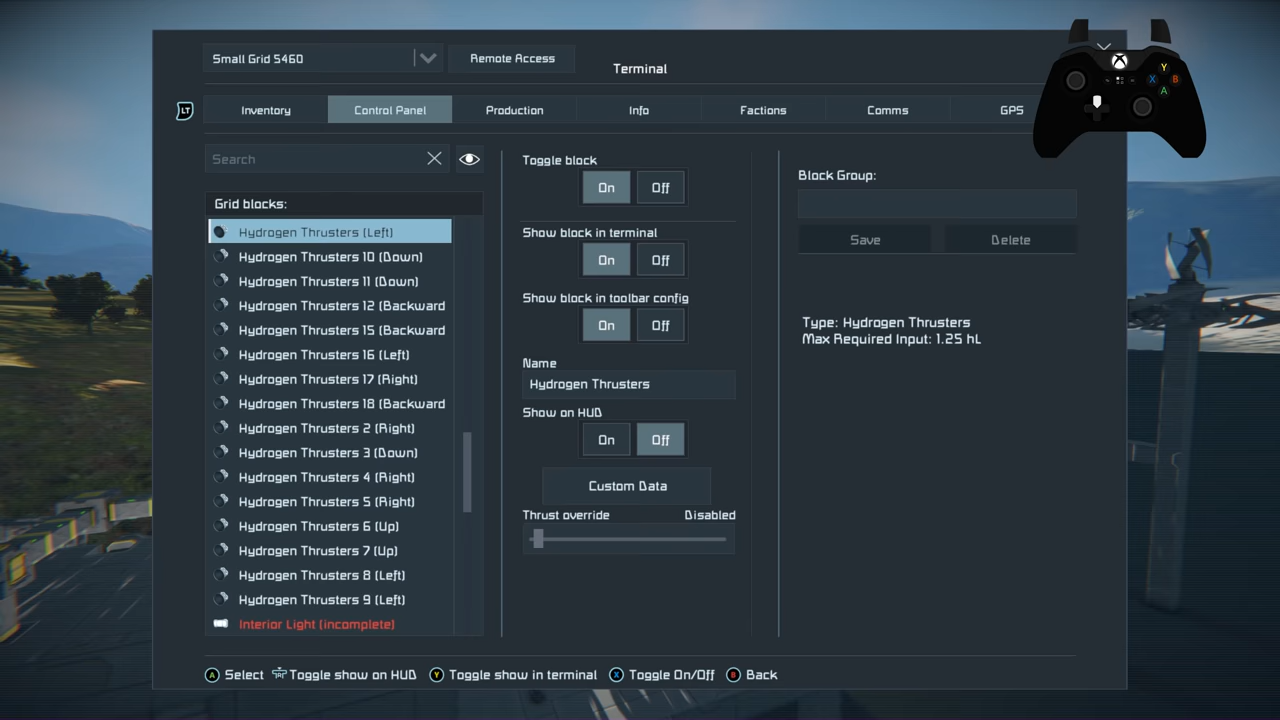 Small Grid 5460
Remote Access
Terminal
LT
Inventory
Control Panel
Production
Info
Factions
Comms
GPS
Search
Grid blocks:
Hydrogen Thrusters (Left)
Hydrogen Thrusters 10 (Down)
Hydrogen Thrusters 11 (Down)
Hydrogen Thrusters 12 (Backward
Hydrogen Thrusters 15 (Backward
Hydrogen Thrusters 16 (Left)
Hydrogen Thrusters 17 (Right)
Hydrogen Thrusters 18 (Backward
Hydrogen Thrusters 2 (Right)
Hydrogen Thrusters 3 (Down)
Hydrogen Thrusters 4 (Right)
Hydrogen Thrusters 5 (Right)
Hydrogen Thrusters 6 (Up)
Hydrogen Thrusters 7 (Up)
Hydrogen Thrusters 8 (Left)
Hydrogen Thrusters 9 (Left)
Interior Light (incomplete)
Toggle block
On Off
Show block in terminal
On Off
Show block in toolbar config
On Off
Name
Hydrogen Thrusters
Show on HUD
On Off
Custom Data
Thrust override Disabled
Block Group:
Save Delete
Type: Hydrogen Thrusters
Max Required Input: 1.25 hL
Y
X B
A
A Select Toggle show on HUD Y Toggle show in terminal X Toggle On/Off B Back